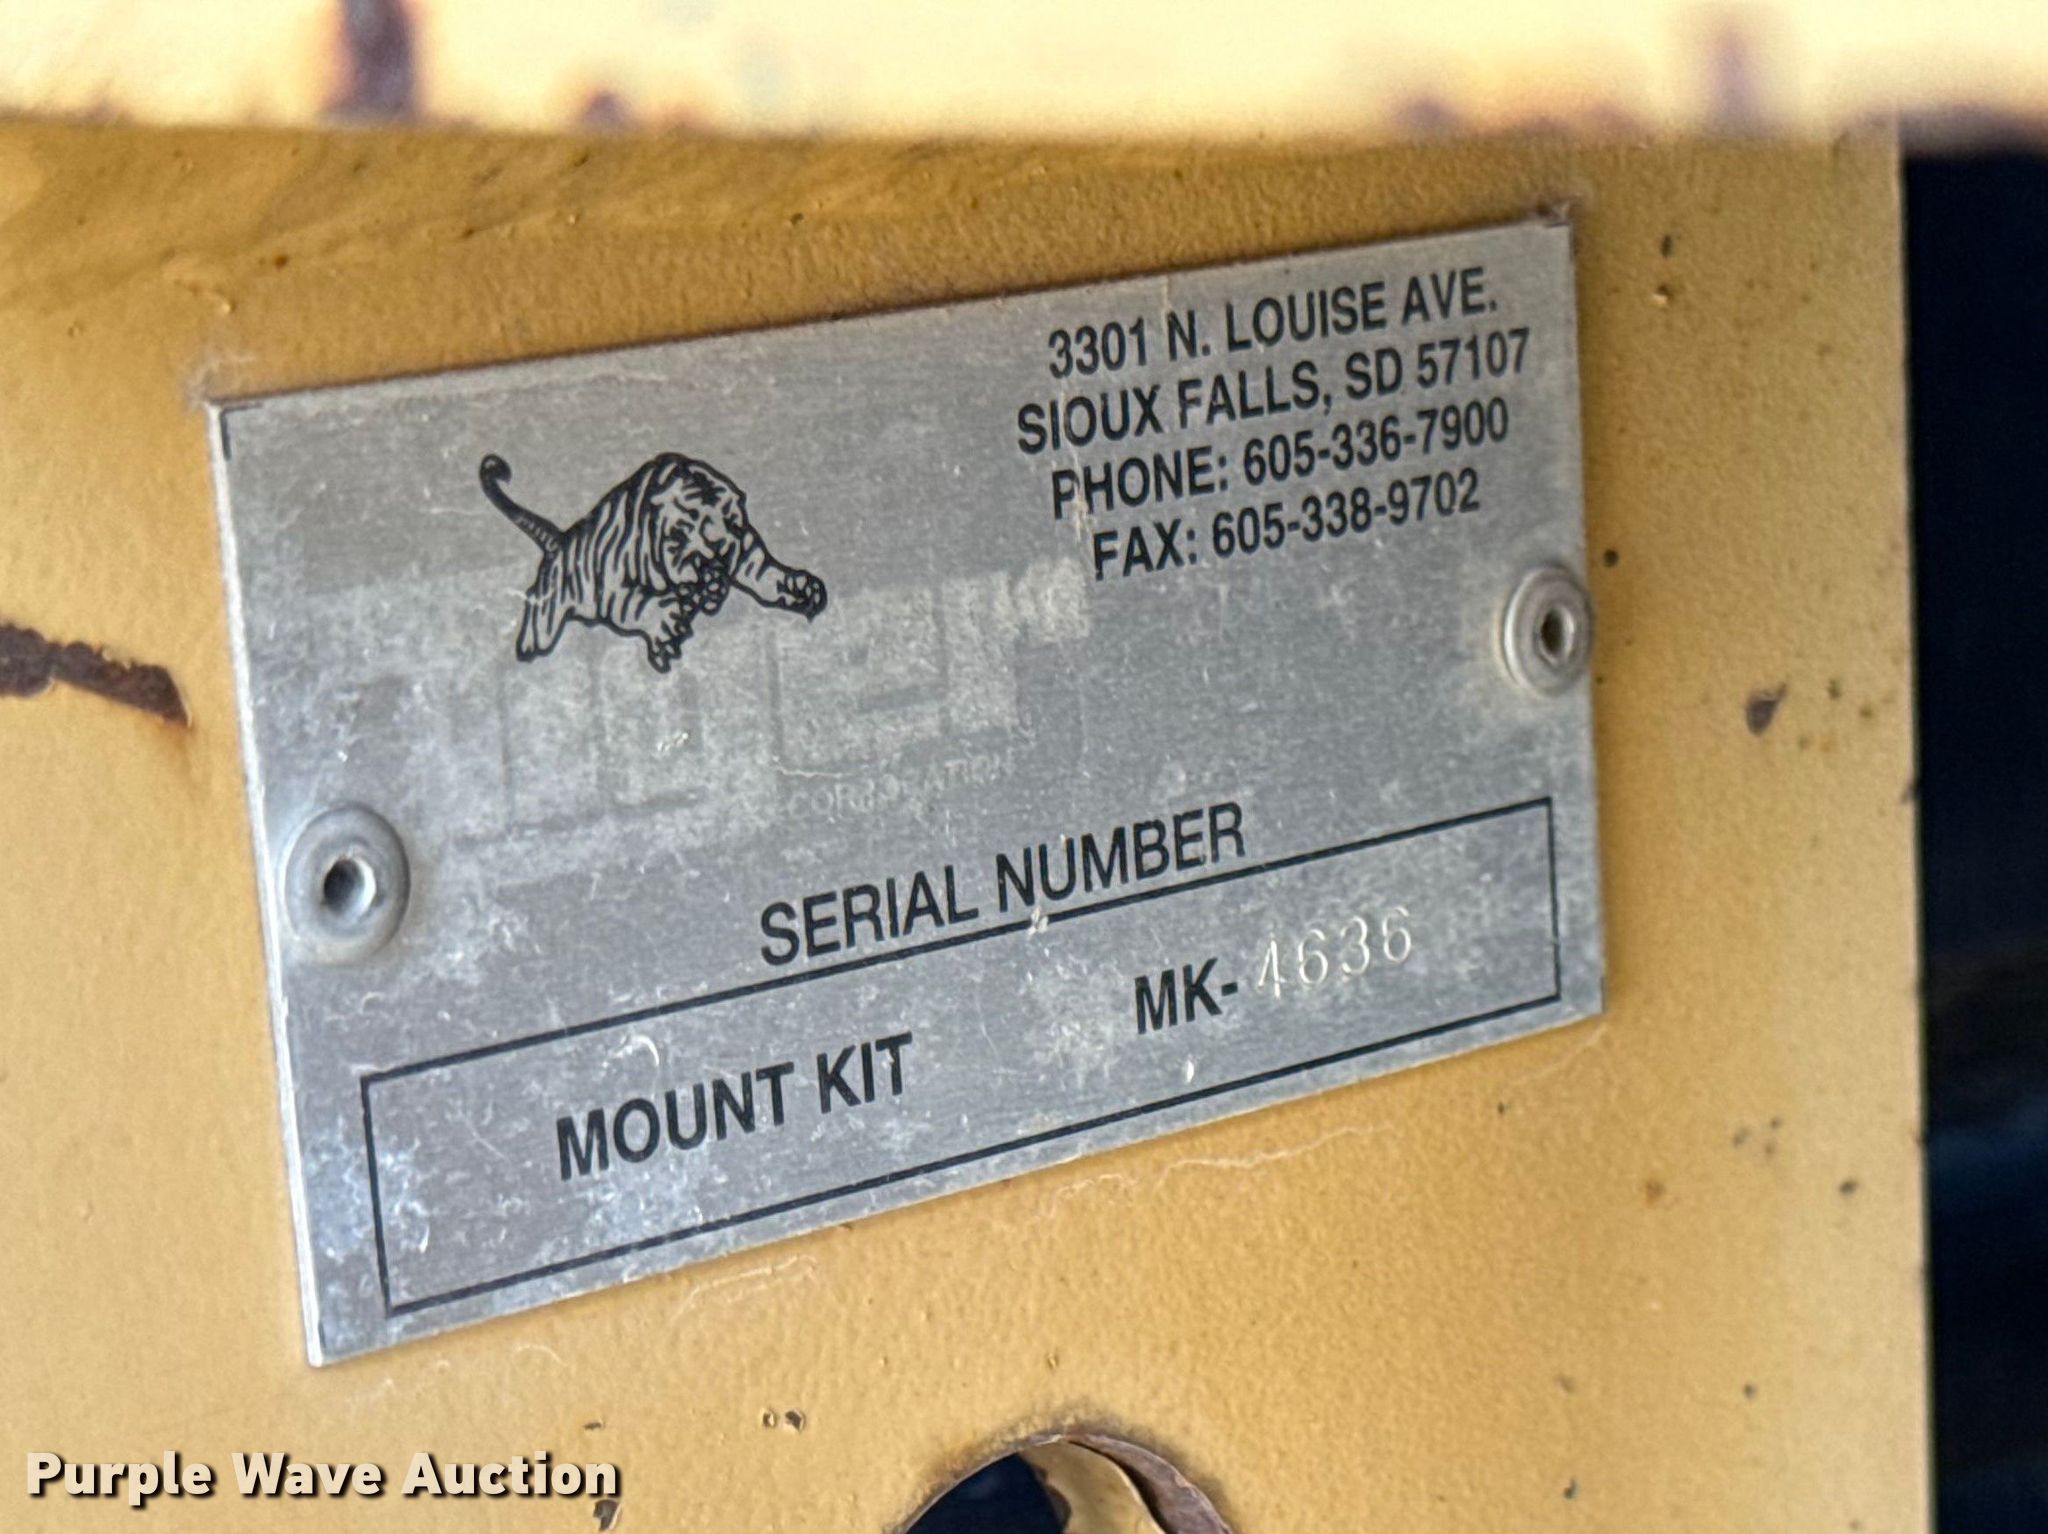 3301 N. LOUISE AVE.
SIOUX FALLS, SD 57107
PHONE: 605-336-7900
FAX: 605-338-9702
CORPORATION
SERIAL NUMBER
MOUNT KIT MK-4636
Purple Wave Auction